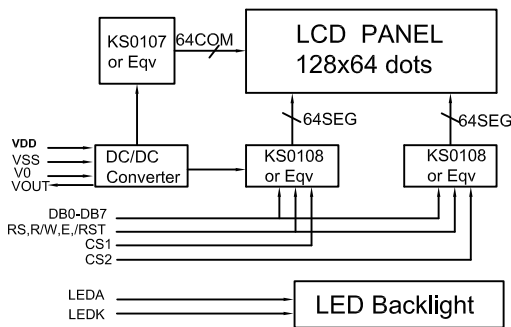 KS0107
or Eqv
64COM
LCD PANEL
128x64 dots
64SEG
64SEG
VDD
VSS
V0
VOUT
DC/DC
Converter
KS0108
or Eqv
KS0108
or Eqv
DB0-DB7
RS,R/W,E,/RST
CS1
CS2
LEDA
LEDK
LED Backlight